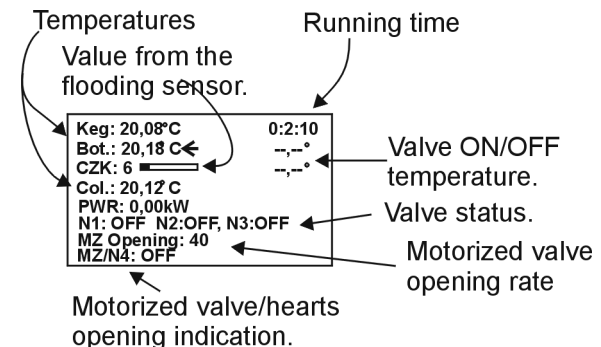 Temperatures
Running time
Value from the
flooding sensor.
Keg: 20,08°C 0:2:10
Bot.: 20,18°C --,--°
CZK: 6 --,--°
Col.: 20,12°C
PWR: 0,00kW
N1: OFF N2:OFF, N3:OFF
MZ Opening: 40
MZ/N4: OFF
Valve ON/OFF
temperature.
Valve status.
Motorized valve
opening rate
Motorized valve/hearts
opening indication.